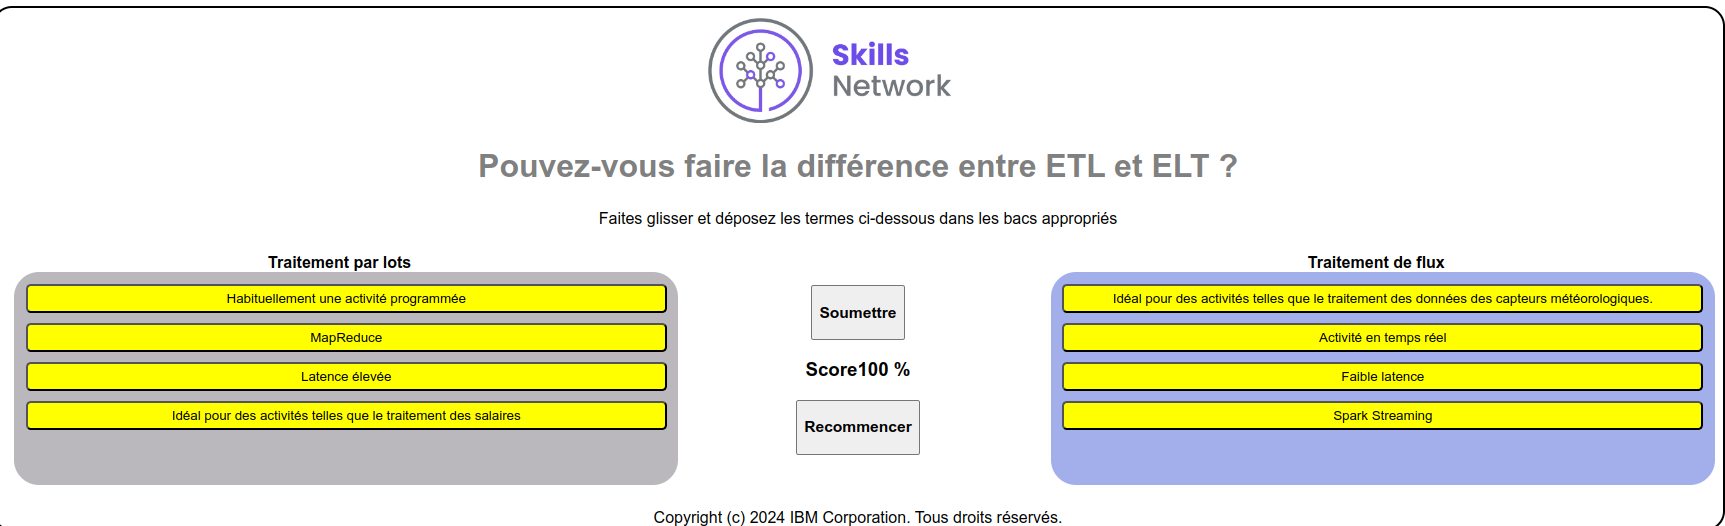 Skills
Network
Pouvez-vous faire la différence entre ETL et ELT ?
Faites glisser et déposez les termes ci-dessous dans les bacs appropriés
Traitement par lots
Habituellement une activité programmée
MapReduce
Latence élevée
Idéal pour des activités telles que le traitement des salaires
Soumettre
Score100 %
Recommencer
Traitement de flux
Idéal pour des activités telles que le traitement des données des capteurs météorologiques.
Activité en temps réel
Faible latence
Spark Streaming
Copyright (c) 2024 IBM Corporation. Tous droits réservés.